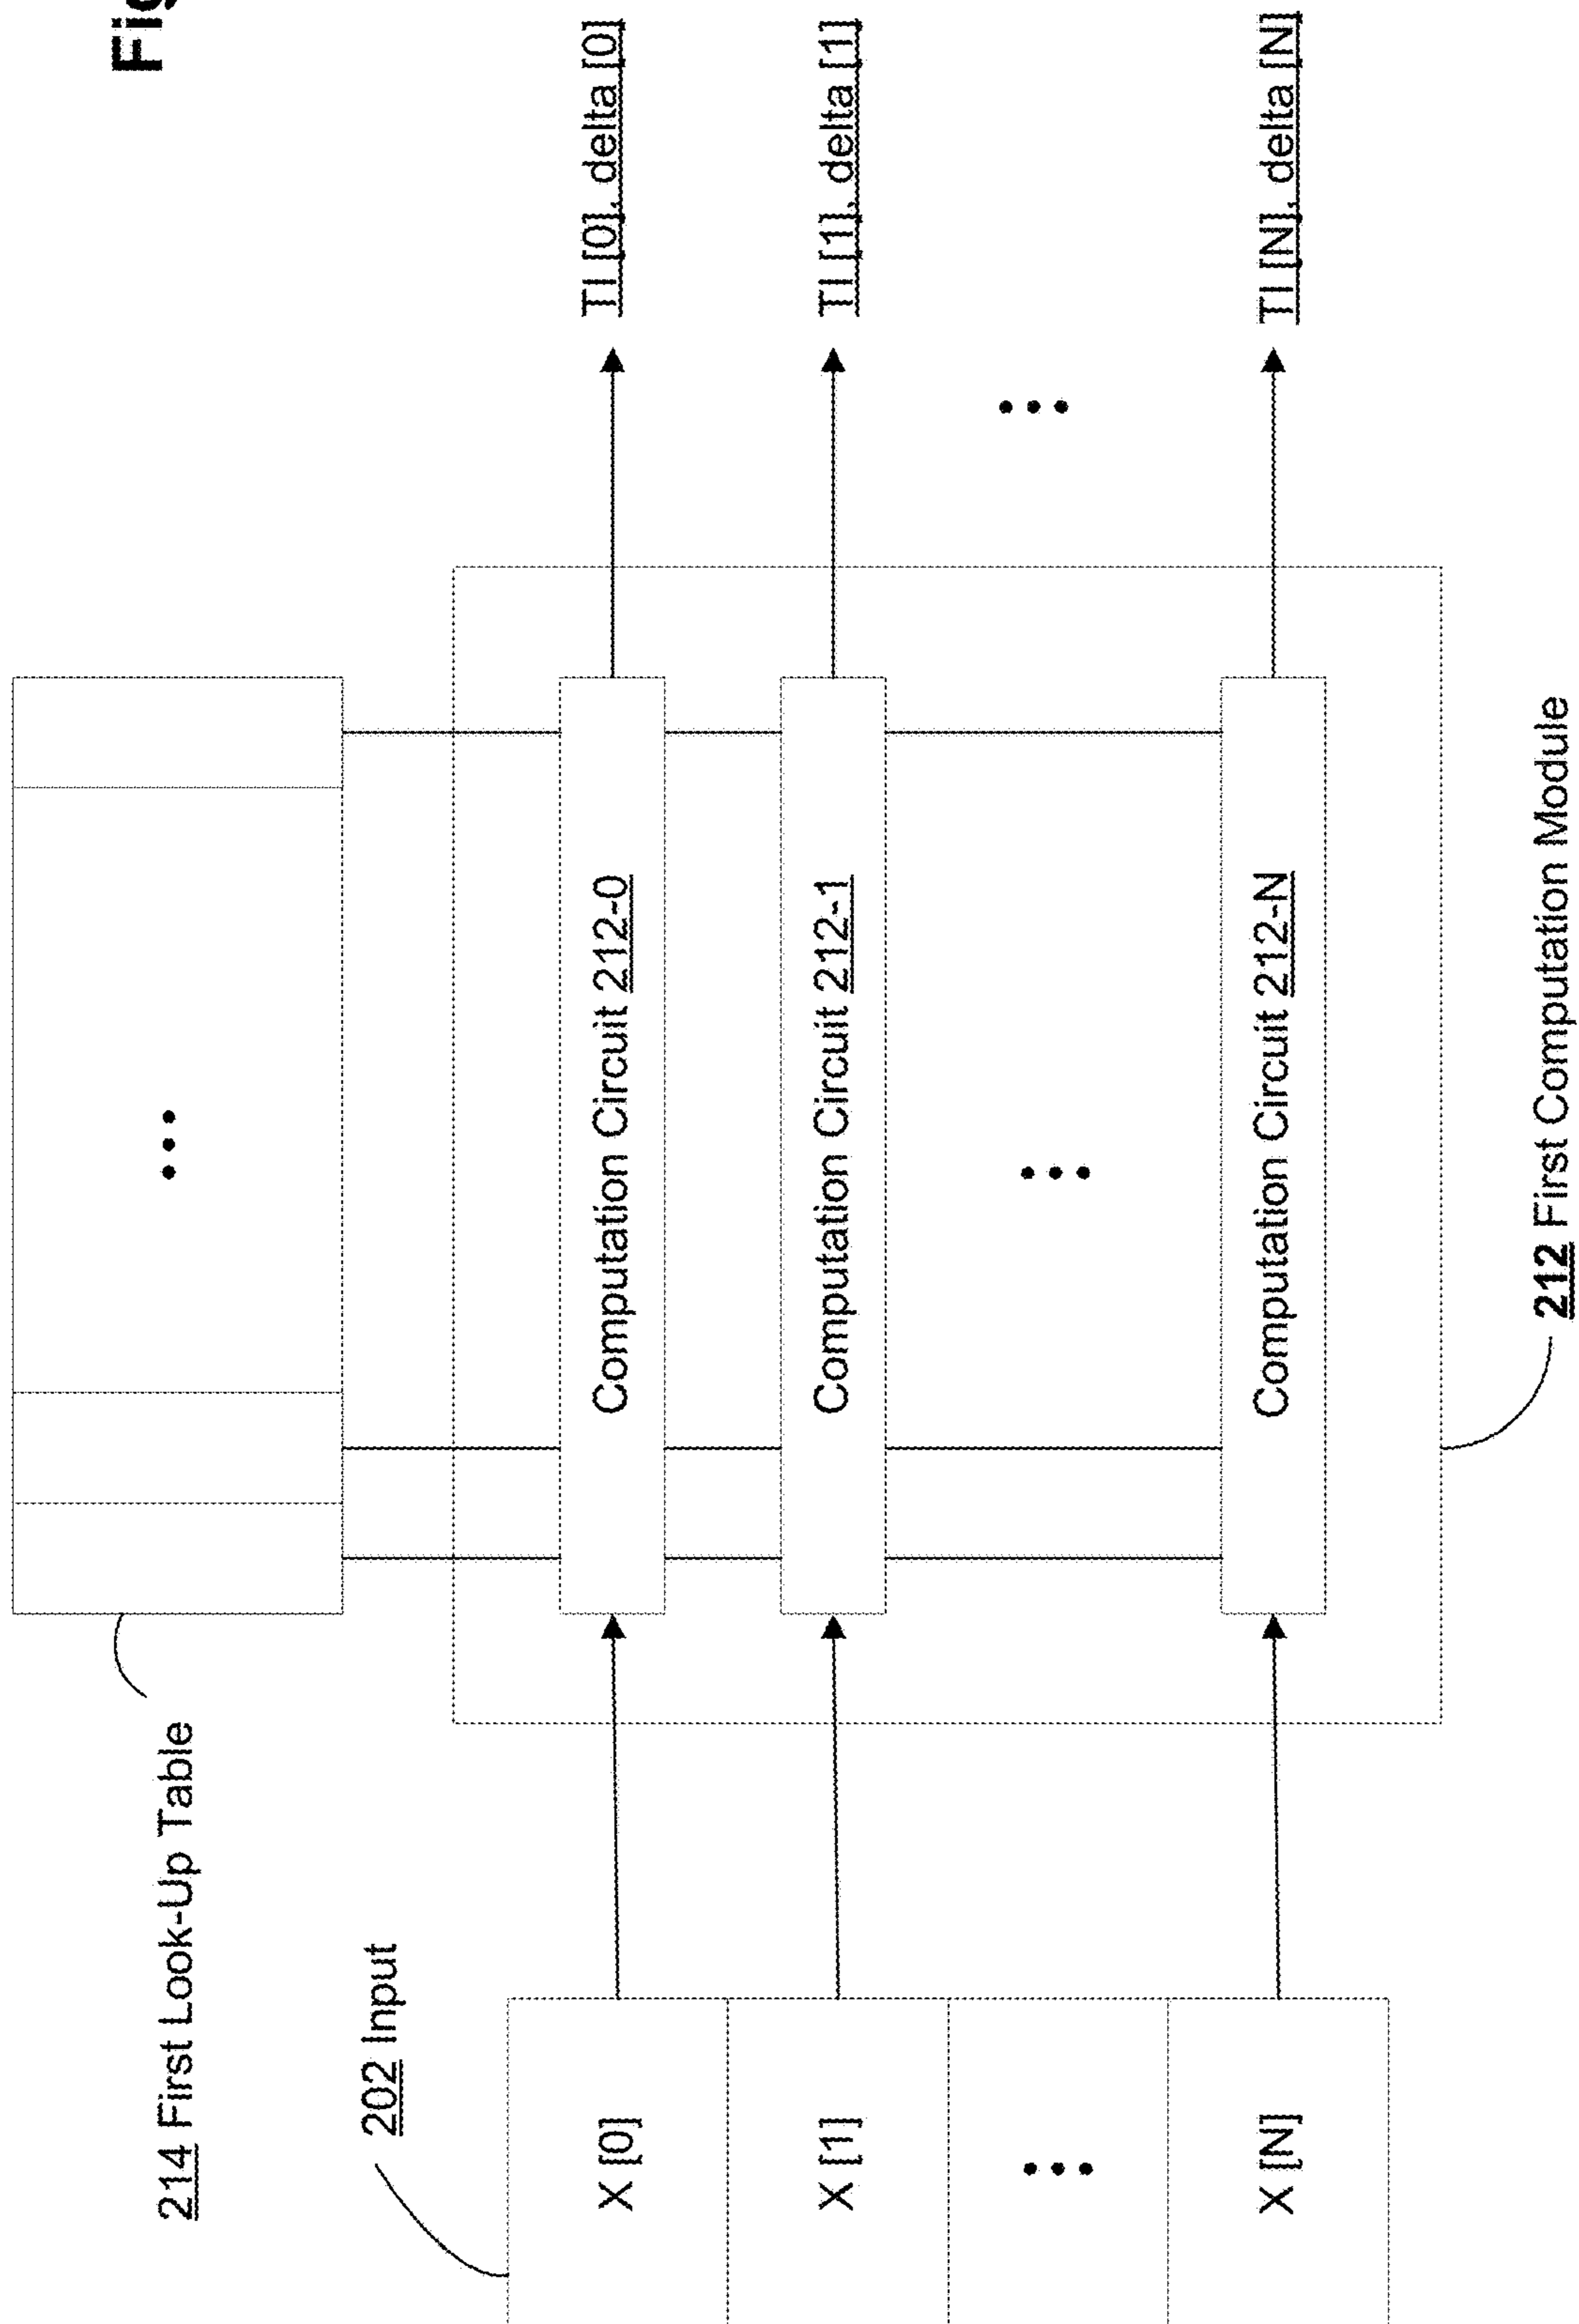 Fig
214 First Look-Up Table
202 Input
X [0]
Computation Circuit 212-0
TI [0], delta [0]
X [1]
Computation Circuit 212-1
TI [1], delta [1]
•••
•••
•••
•••
X [N]
Computation Circuit 212-N
TI [N], delta [N]
212 First Computation Module